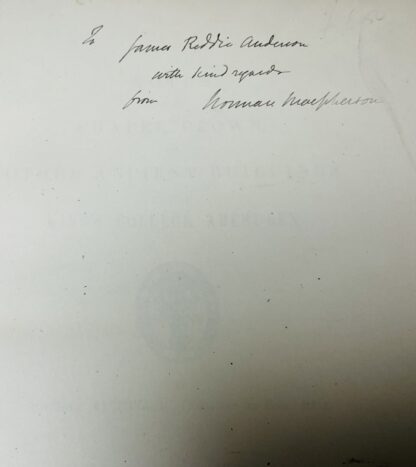 To James Reddie Anderson
with kind regards
from Norman Macpherson